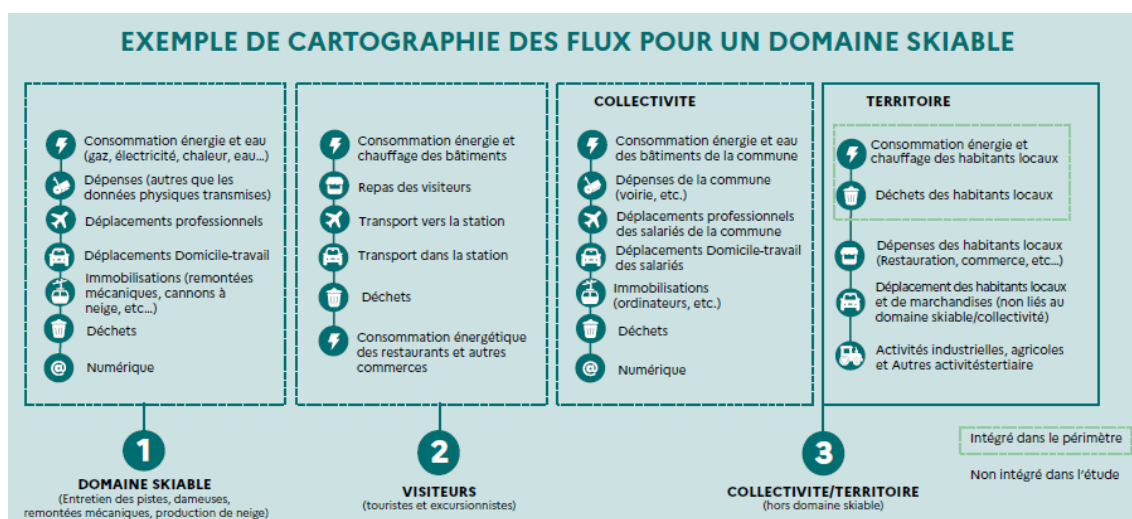 EXEMPLE DE CARTOGRAPHIE DES FLUX POUR UN DOMAINE SKIABLE
Consommation énergie et eau
(gaz, électricité, chaleur, eau...)
Dépenses (autres que les
données physiques transmises)
Déplacements professionnels
Déplacements Domicile-travail
Immobilisations (remontées
mécaniques, cannons à
neige, etc...)
Déchets
@ Numérique
1
DOMAINE SKIABLE
(Entretien des pistes, dameuses,
remontées mécaniques, production de neige)
Consommation énergie et
chauffage des bâtiments
Repas des visiteurs
Transport vers la station
Transport dans la station
Déchets
Consommation énergétique
des restaurants et autres
commerces
2
VISITEURS
(touristes et excursionnistes)
COLLECTIVITE
Consommation énergie et eau
des bâtiments de la commune
Dépenses de la commune
(voirie, etc.)
Déplacements professionnels
des salariés de la commune
Déplacements Domicile-travail
des salariés
Immobilisations
(ordinateurs, etc.)
Déchets
@ Numérique
TERRITOIRE
Consommation énergie et
chauffage des habitants locaux
Déchets des habitants locaux
Dépenses des habitants locaux
(Restauration, commerce, etc...)
Déplacement des habitants locaux
et de marchandises (non liés au
domaine skiable/collectivité)
Activités industrielles, agricoles
et Autres activitéstertiaire
3
COLLECTIVITE/TERRITOIRE
(hors domaine skiable)
Intégré dans le périmètre
Non intégré dans l'étude